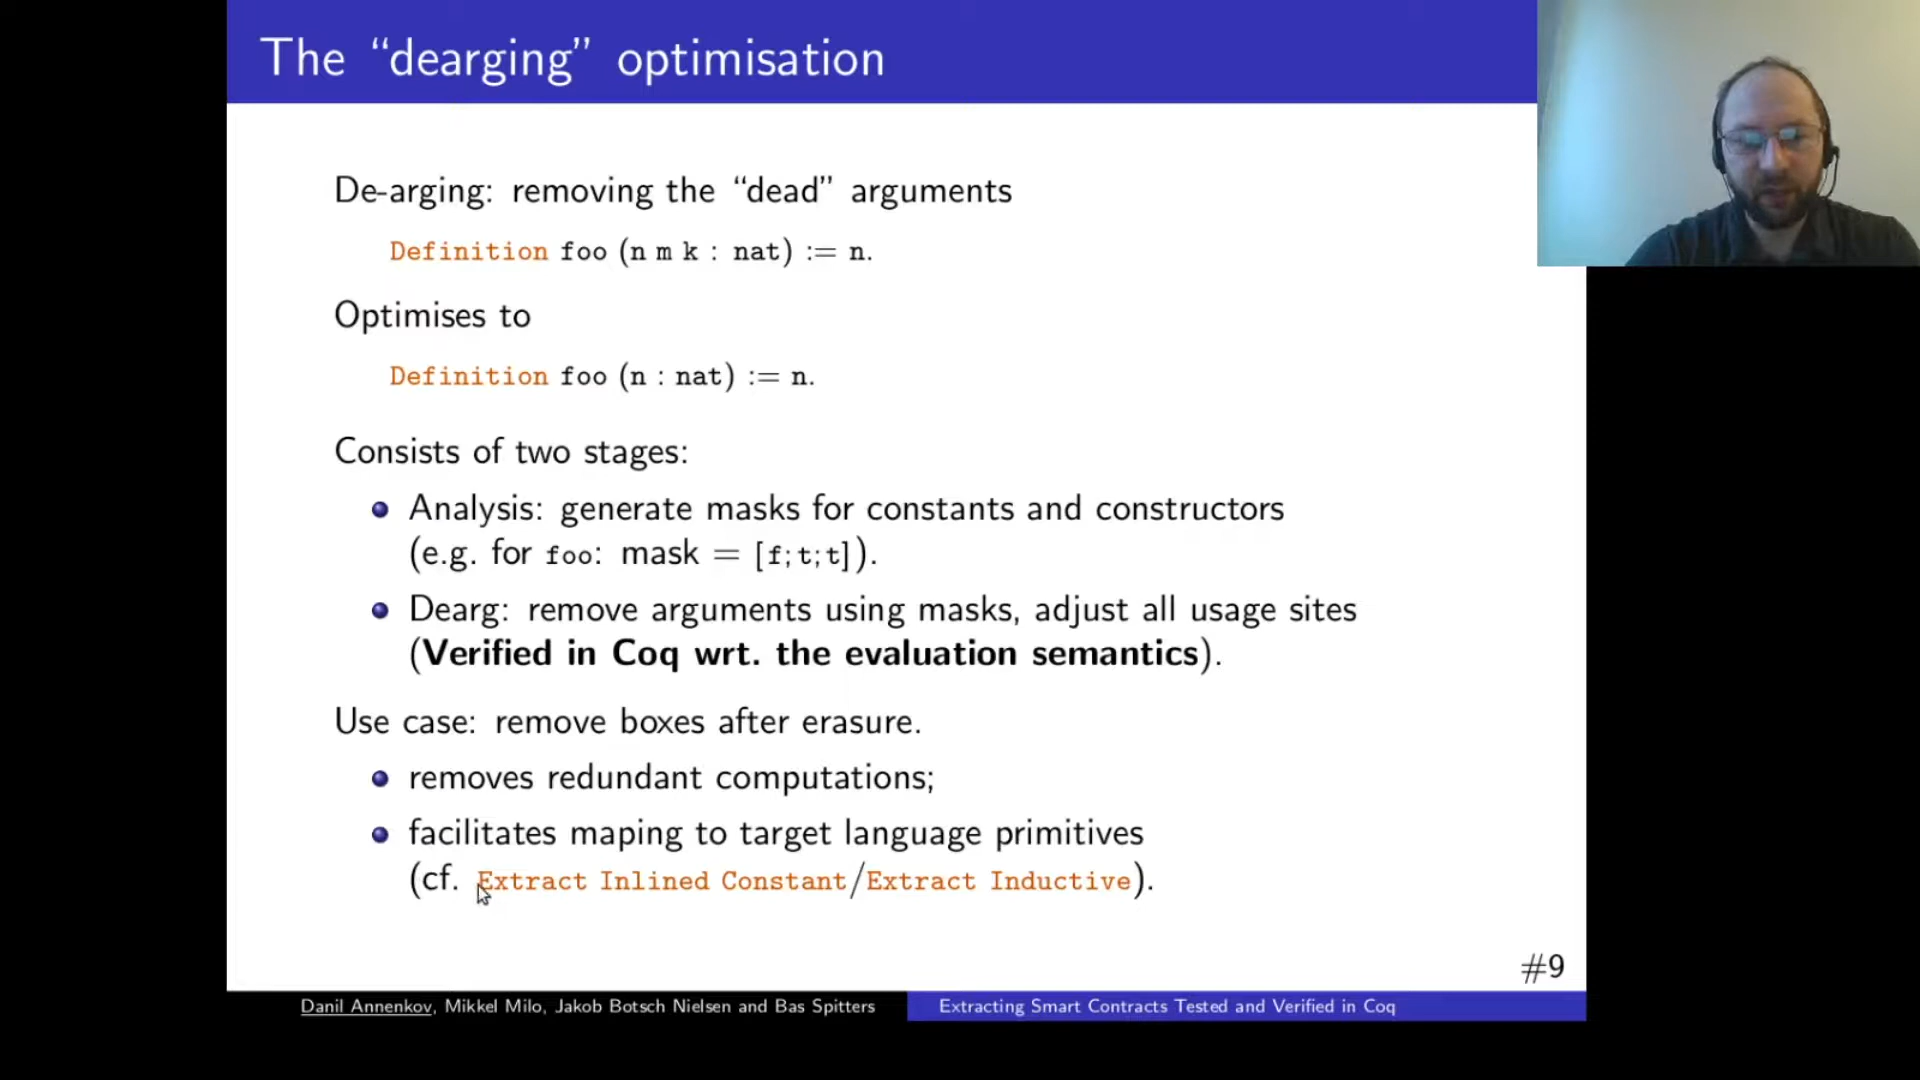 The “dearging” optimisation
De-arging: removing the “dead” arguments
Definition foo (n m k : nat) := n.
Optimises to
Definition foo (n : nat) := n.
Consists of two stages:
Analysis: generate masks for constants and constructors
(e.g. for foo: mask = [f;t;t]).
Dearg: remove arguments using masks, adjust all usage sites
(Verified in Coq wrt. the evaluation semantics).
Use case: remove boxes after erasure.
removes redundant computations;
facilitates maping to target language primitives
(cf. Extract Inlined Constant/Extract Inductive).
#9
Danil Annenkov, Mikkel Milo, Jakob Botsch Nielsen and Bas Spitters
Extracting Smart Contracts Tested and Verified in Coq